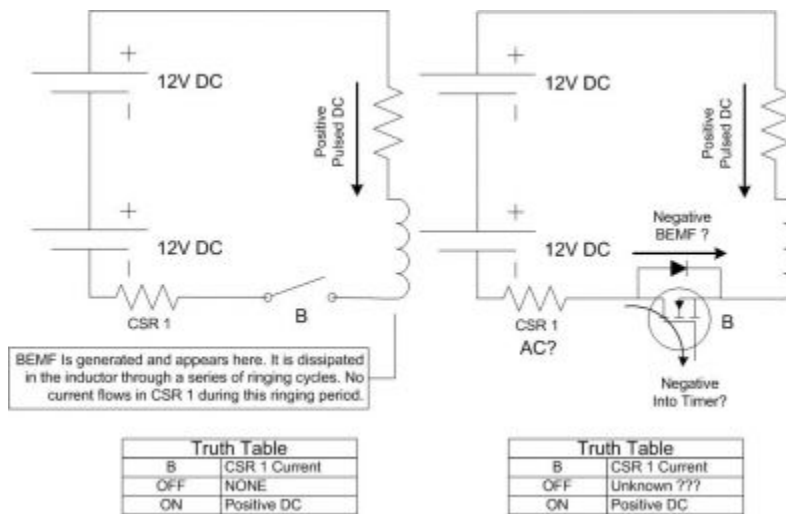 +
12V DC
+
12V DC
Positive
Pulsed DC
CSR 1
B
BEMF Is generated and appears here. It is dissipated
in the inductor through a series of ringing cycles. No
current flows in CSR 1 during this ringing period.
Truth Table
B CSR 1 Current
OFF NONE
ON Positive DC
+
12V DC
+
12V DC
Positive
Pulsed DC
Negative
BEMF ?
CSR 1
AC?
B
Negative
Into Timer?
Truth Table
B CSR 1 Current
OFF Unknown ???
ON Positive DC